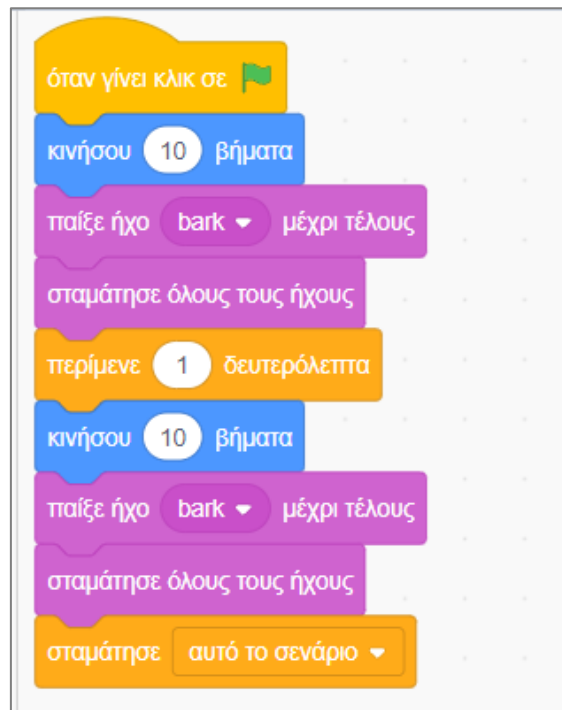 όταν γίνει κλικ σε
κινήσου 10 βήματα
παίξε ήχο bark μέχρι τέλους
σταμάτησε όλους τους ήχους
περίμενε 1 δευτερόλεπτα
κινήσου 10 βήματα
παίξε ήχο bark μέχρι τέλους
σταμάτησε όλους τους ήχους
σταμάτησε αυτό το σενάριο